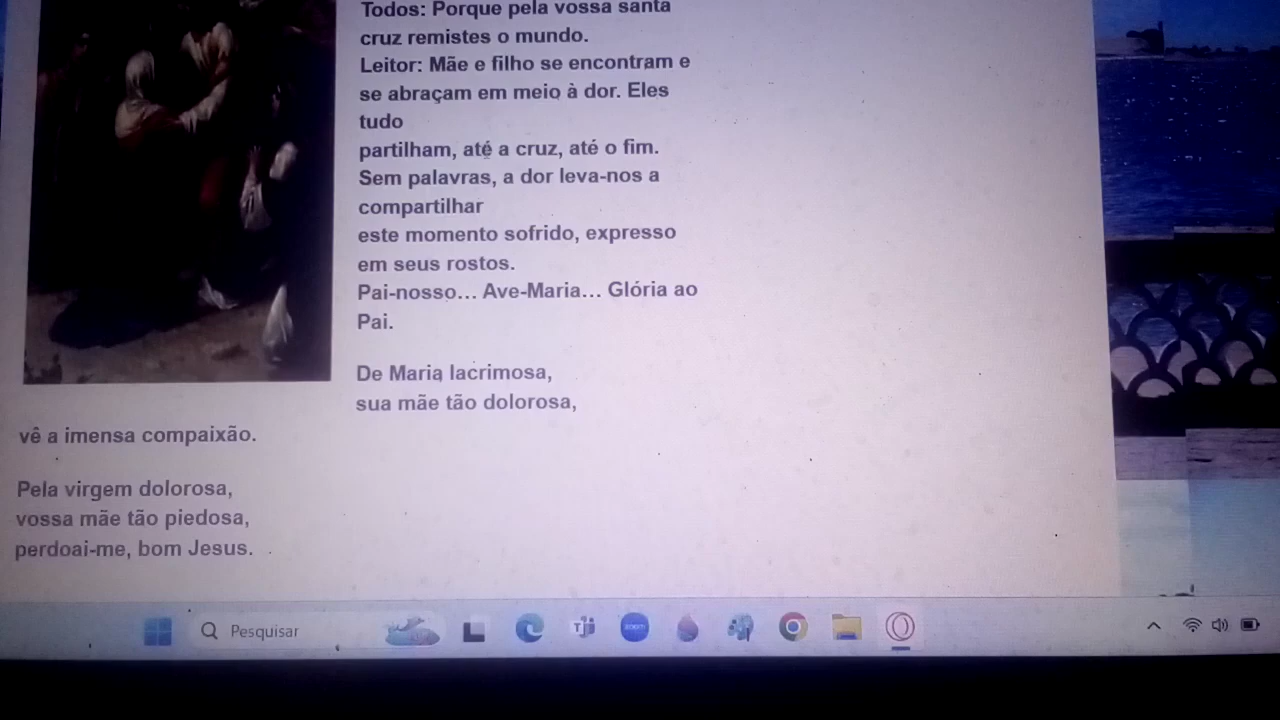 Todos: Porque pela vossa santa
cruz remistes o mundo.
Leitor: Mãe e filho se encontram e
se abraçam em meio à dor. Eles
tudo
partilham, até a cruz, até o fim.
Sem palavras, a dor leva-nos a
compartilhar
este momento sofrido, expresso
em seus rostos.
Pai-nosso... Ave-Maria... Glória ao
Pai.
De Maria lacrimosa,
sua mãe tão dolorosa,
vê a imensa compaixão.
Pela virgem dolorosa,
vossa mãe tão piedosa,
perdoai-me, bom Jesus.
Pesquisar
zoom